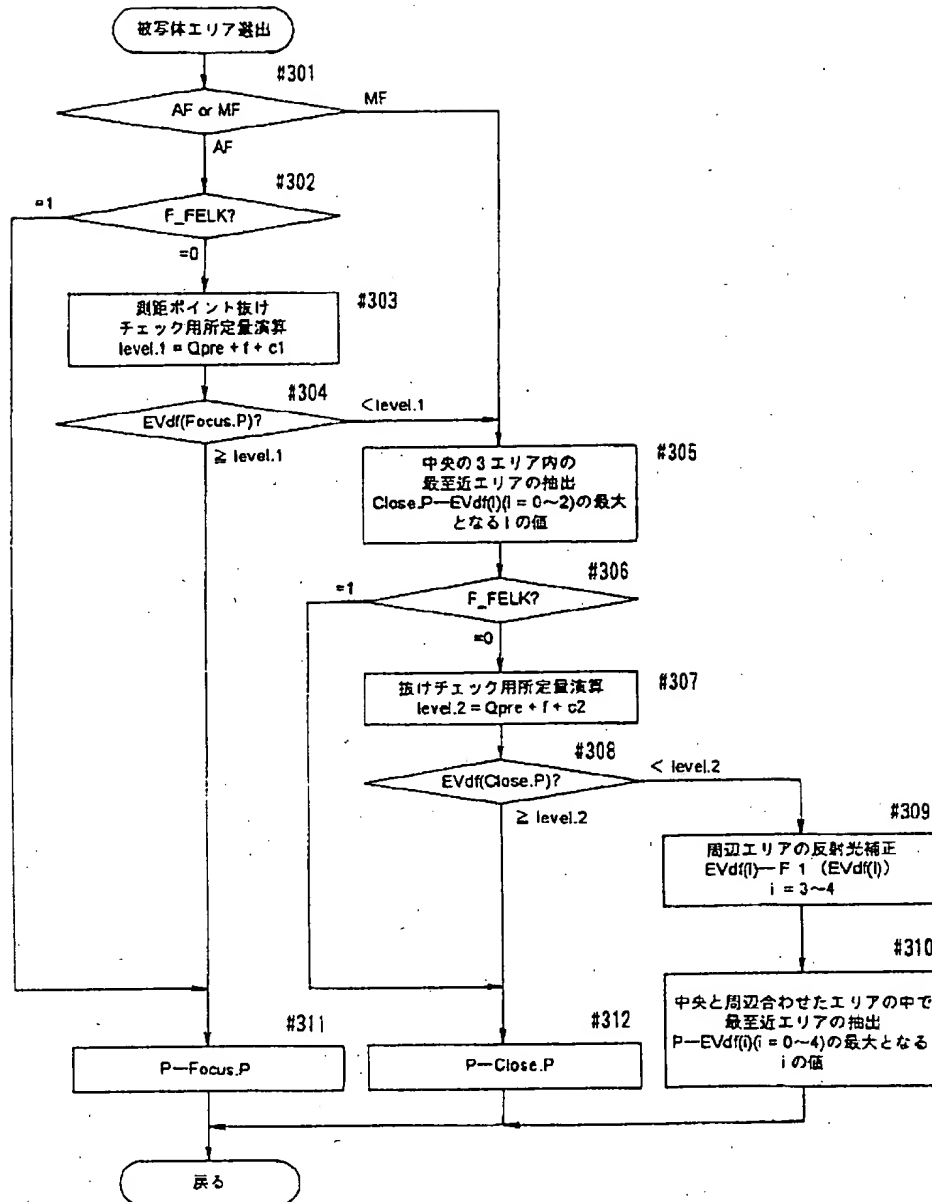 被写体エリア選出
#301
AF or MF
MF
AF
#302
=1
F_FELK?
=0
#303
測距ポイント抜け
チェック用所定量演算
level.1 = Qpre + f + c1
#304
EVdf(Focus.P)?
<level.1
≧ level.1
#305
中央の3エリア内の
最至近エリアの抽出
Close.P—EVdf(i)(i = 0~2)の最大
となる i の値
#306
=1
F_FELK?
=0
#307
抜けチェック用所定量演算
level.2 = Qpre + f + c2
#308
EVdf(Close.P)?
< level.2
≧ level.2
#309
周辺エリアの反射光補正
EVdf(i)—F 1 (EVdf(i))
i = 3~4
#310
中央と周辺合わせたエリアの中で
最至近エリアの抽出
P—EVdf(i)(i = 0~4)の最大となる
i の値
#311
P—Focus.P
#312
P—Close.P
戻る